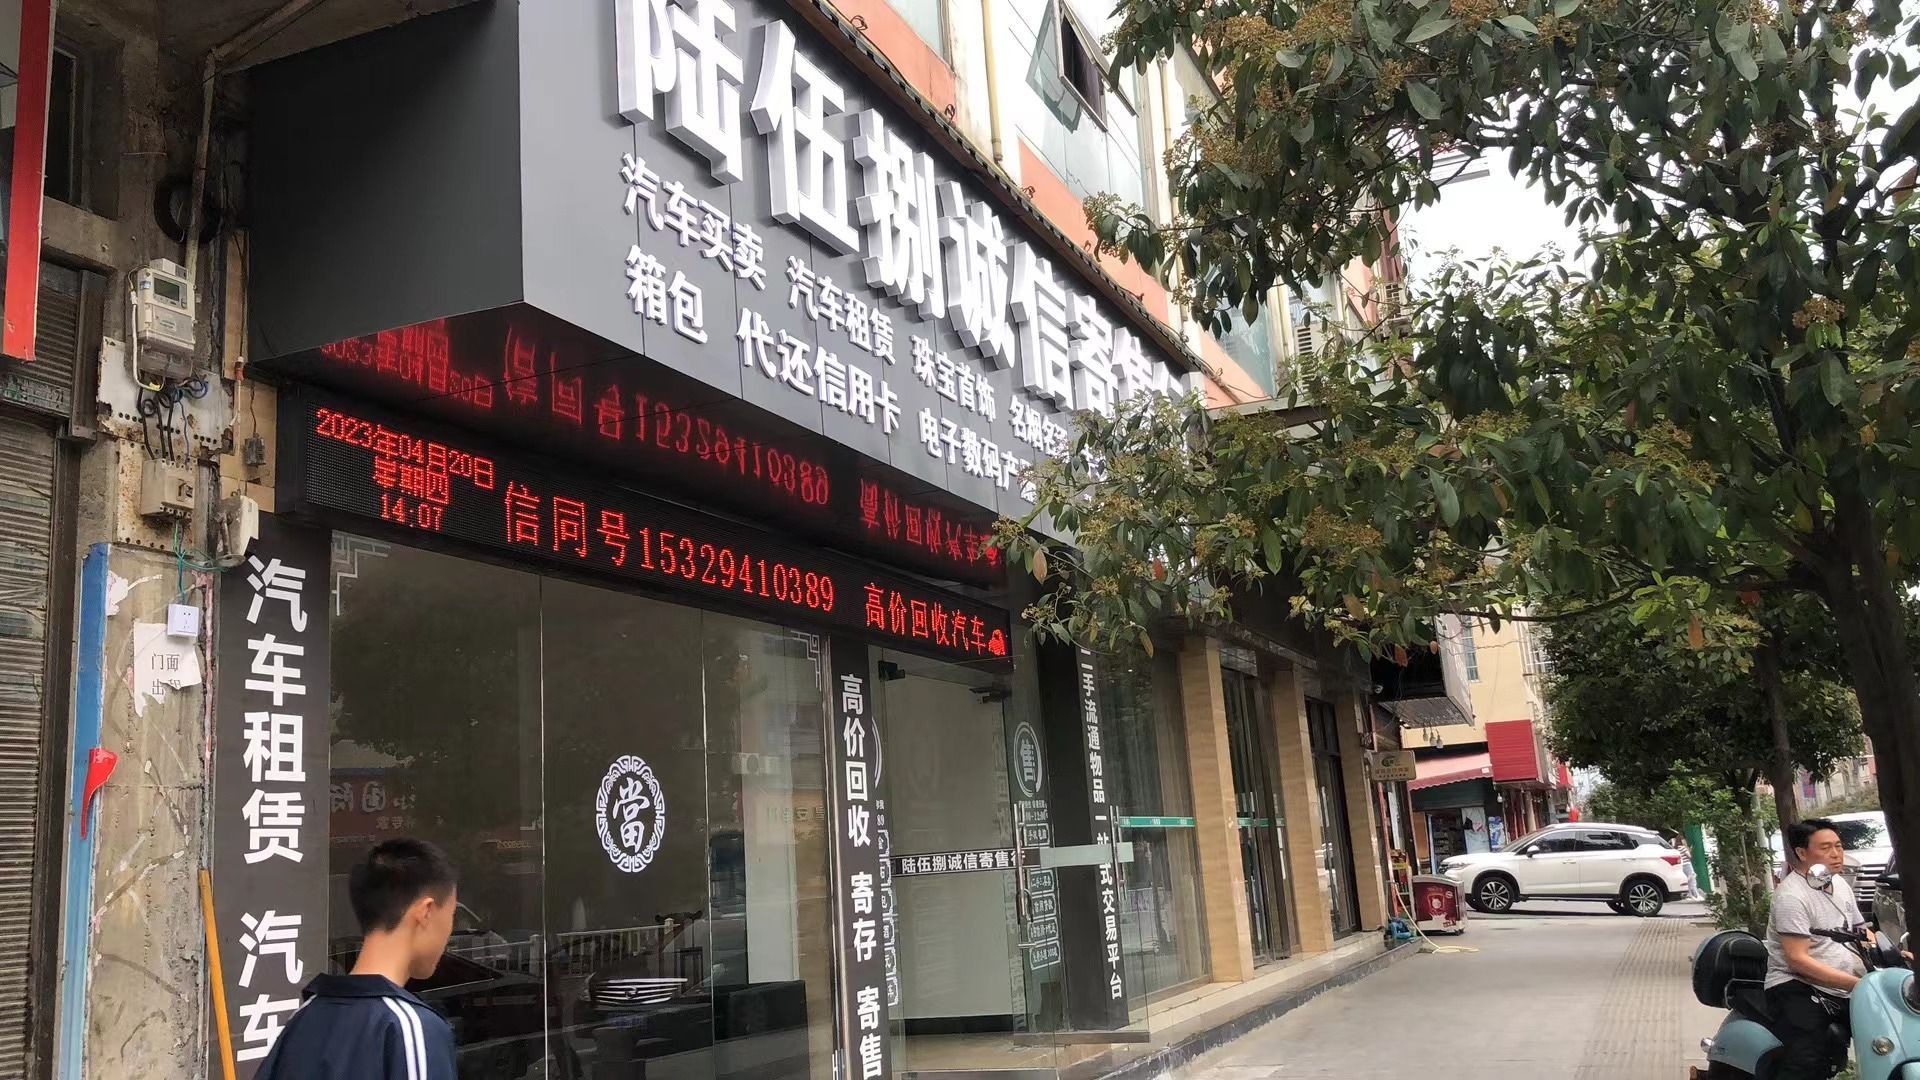 陆伍捌诚信寄售行
汽车买卖 汽车租赁 珠宝首饰 名烟名酒
箱包 代还信用卡 电子数码产
2023年04月20日
星期四
14:07
信同号15329410389 高价回收汽车
汽车租赁 汽车
门面
當
高价回收 寄存 寄售
售
陆伍捌诚信寄售行
二手流通物品一站式交易平台